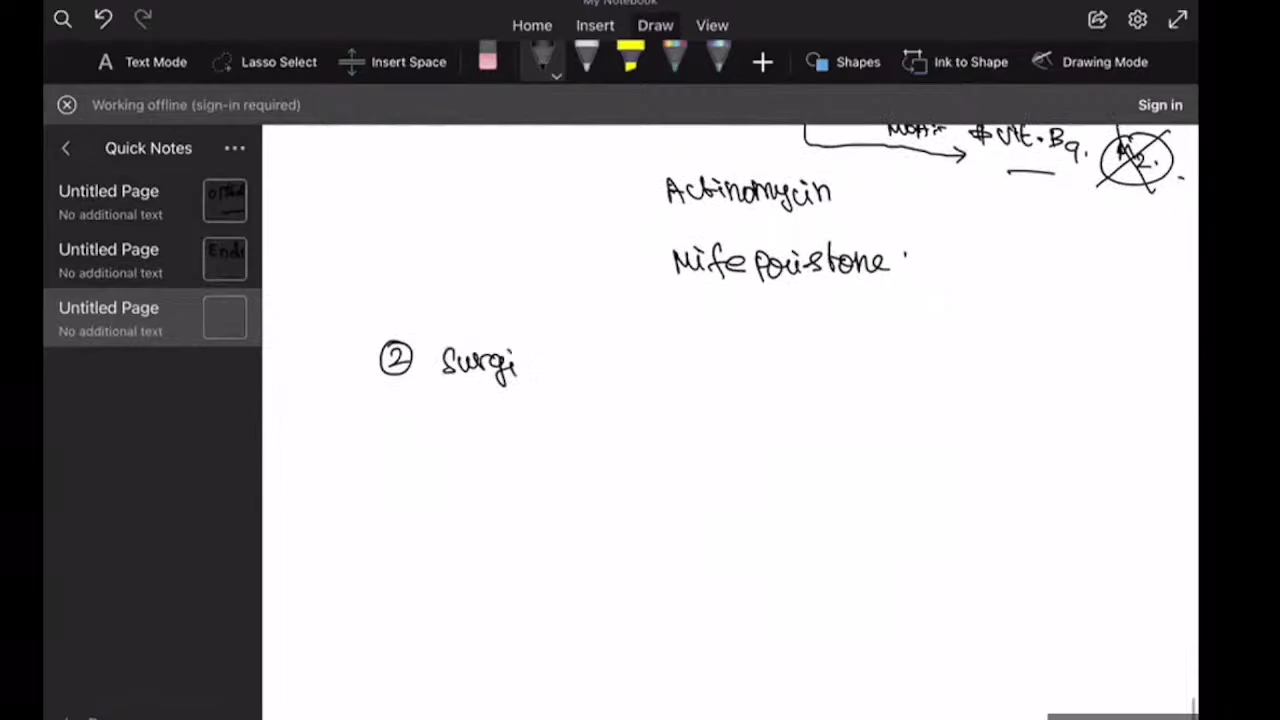 My Notebook
Home Insert Draw View
Text Mode Lasso Select Insert Space Shapes Ink to Shape Drawing Mode
Working offline (sign-in required) Sign in
Quick Notes
Untitled Page
No additional text
Untitled Page
No additional text
Untitled Page
No additional text
vit. B9.
Actinomycin
Mifepristone
② Surgi